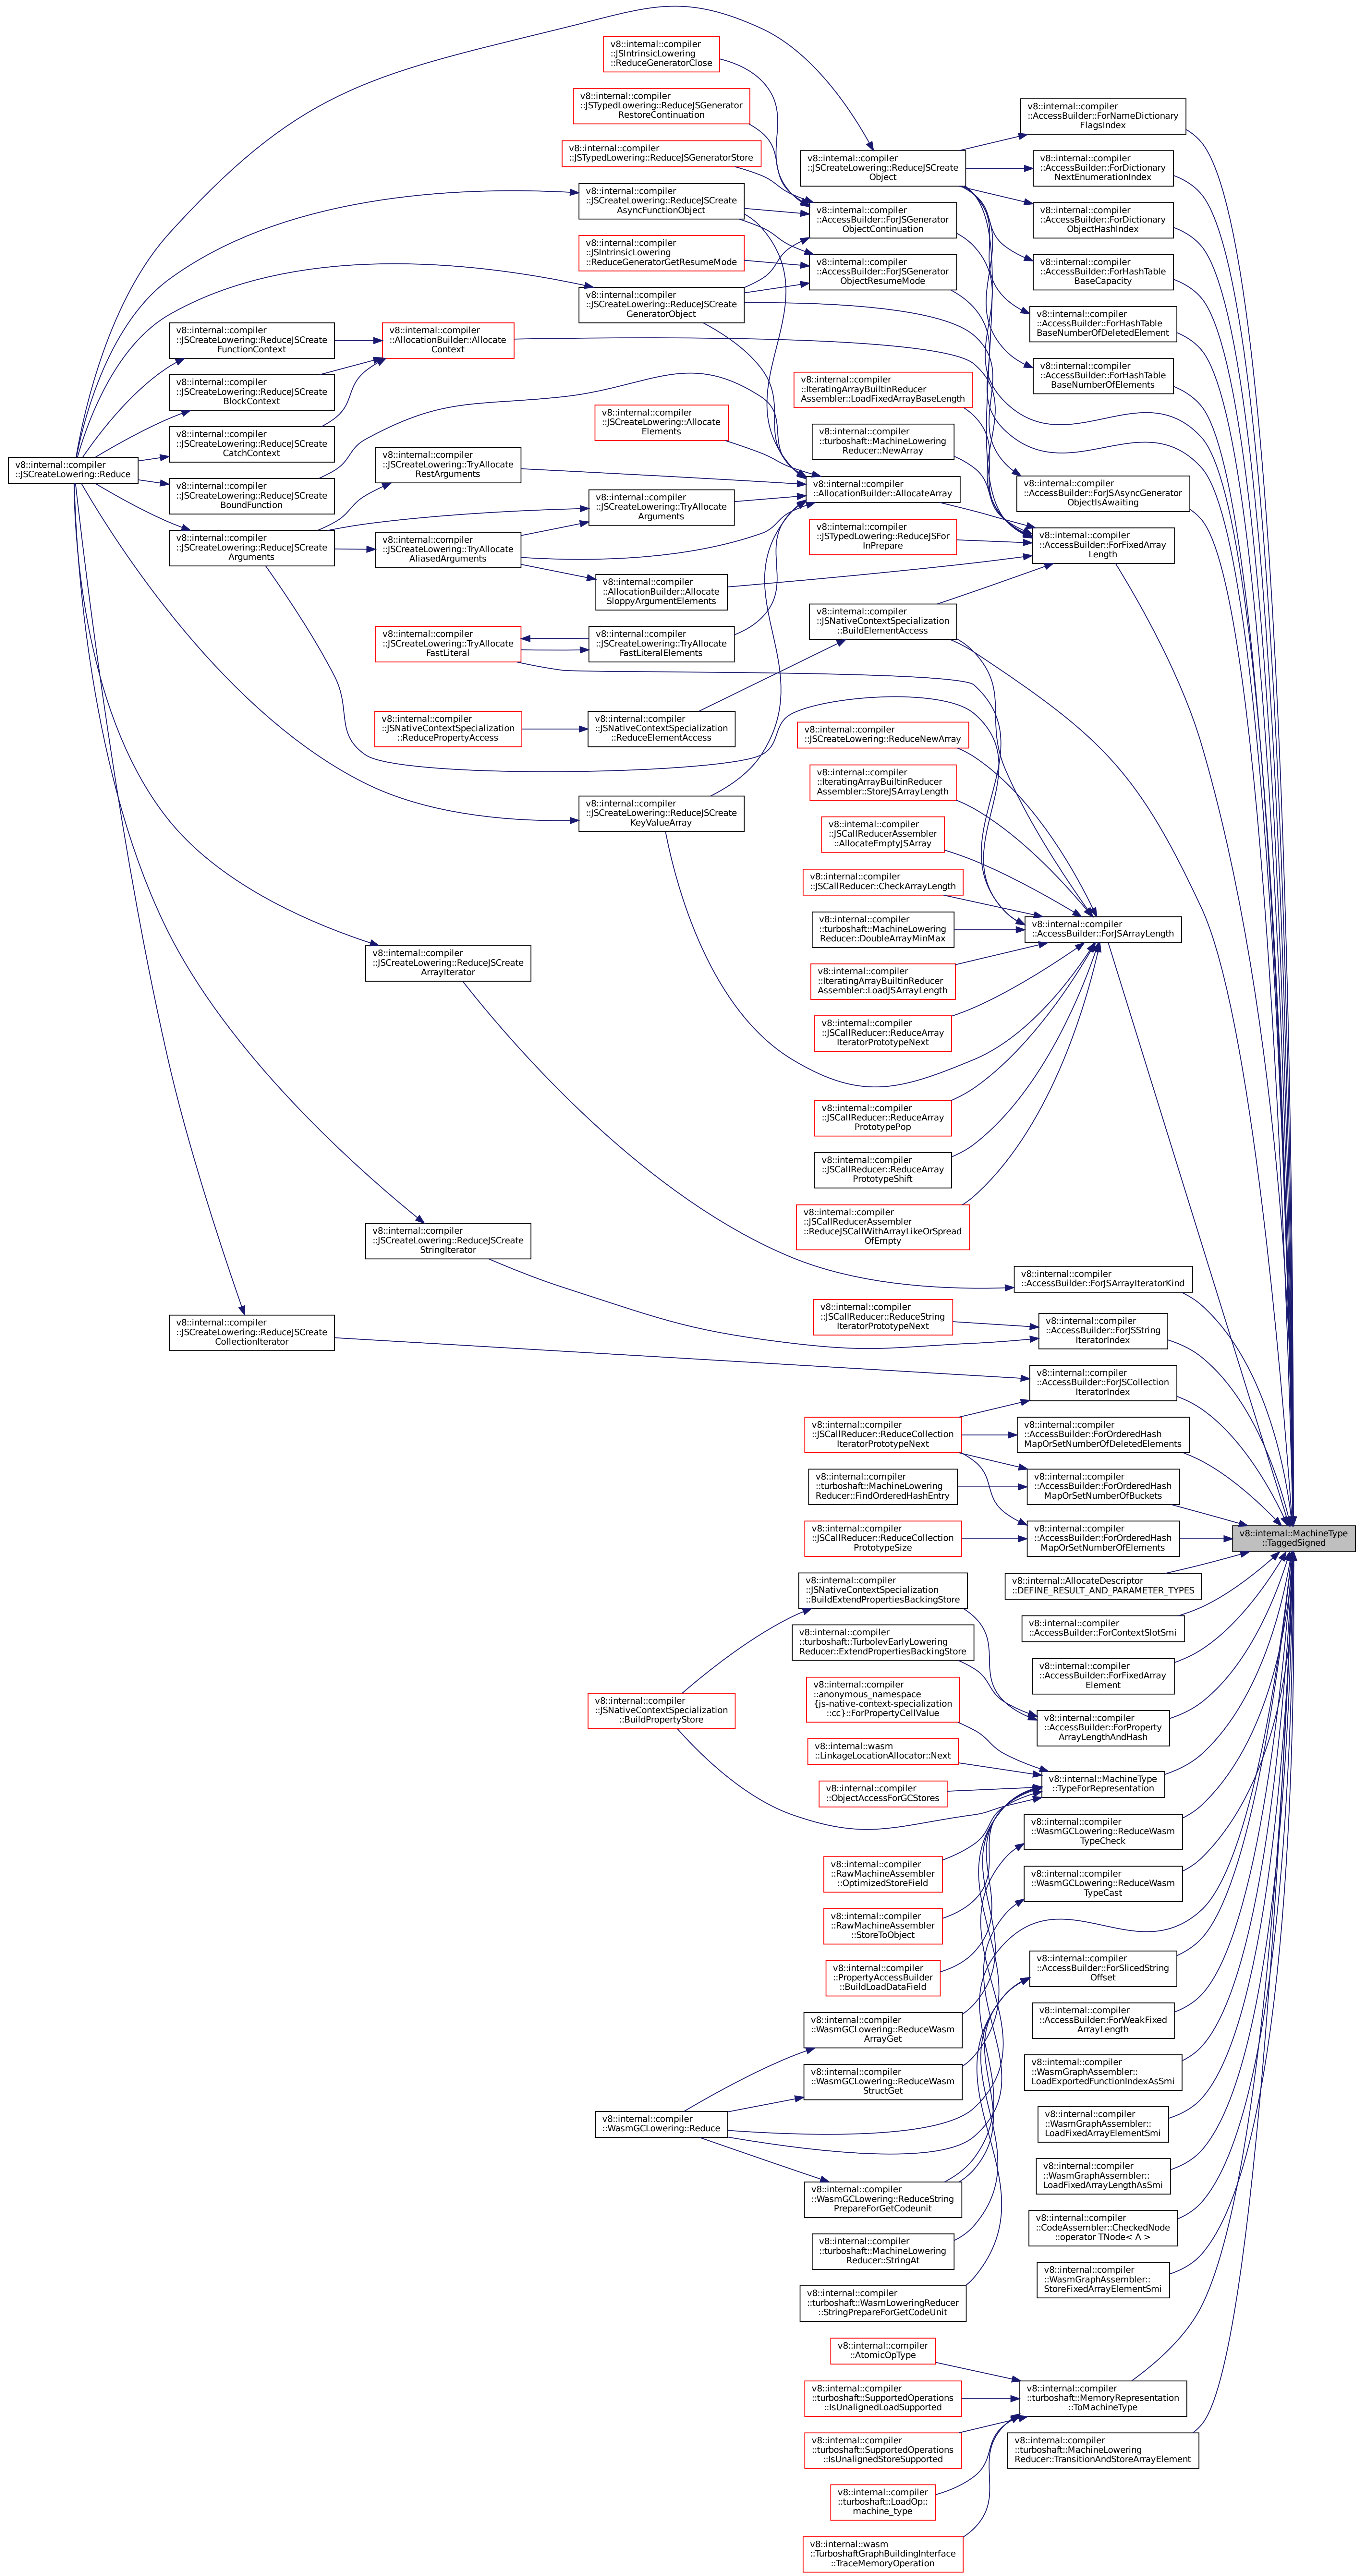 v8::internal::compiler
::JSIntrinsicLowering
::ReduceGeneratorClose
v8::internal::compiler
::JSTypedLowering::ReduceJSGenerator
RestoreContinuation
v8::internal::compiler
::JSTypedLowering::ReduceJSGeneratorStore
v8::internal::compiler
::JSCreateLowering::ReduceJSCreate
AsyncFunctionObject
v8::internal::compiler
::JSIntrinsicLowering
::ReduceGeneratorGetResumeMode
v8::internal::compiler
::JSCreateLowering::ReduceJSCreate
GeneratorObject
v8::internal::compiler
::JSCreateLowering::ReduceJSCreate
Object
v8::internal::compiler
::AccessBuilder::ForJSGenerator
ObjectContinuation
v8::internal::compiler
::AccessBuilder::ForJSGenerator
ObjectResumeMode
v8::internal::compiler
::AccessBuilder::ForNameDictionary
FlagsIndex
v8::internal::compiler
::AccessBuilder::ForDictionary
NextEnumerationIndex
v8::internal::compiler
::AccessBuilder::ForDictionary
ObjectHashIndex
v8::internal::compiler
::AccessBuilder::ForHashTable
BaseCapacity
v8::internal::compiler
::AccessBuilder::ForHashTable
BaseNumberOfDeletedElement
v8::internal::compiler
::AccessBuilder::ForHashTable
BaseNumberOfElements
v8::internal::compiler
::JSCreateLowering::ReduceJSCreate
FunctionContext
v8::internal::compiler
::AllocationBuilder::Allocate
Context
v8::internal::compiler
::JSCreateLowering::ReduceJSCreate
BlockContext
v8::internal::compiler
::JSCreateLowering::ReduceJSCreate
CatchContext
v8::internal::compiler
::JSCreateLowering::Reduce
v8::internal::compiler
::JSCreateLowering::ReduceJSCreate
BoundFunction
v8::internal::compiler
::JSCreateLowering::ReduceJSCreate
Arguments
v8::internal::compiler
::IteratingArrayBuiltinReducer
Assembler::LoadFixedArrayBaseLength
v8::internal::compiler
::JSCreateLowering::Allocate
Elements
v8::internal::compiler
::turboshaft::MachineLowering
Reducer::NewArray
v8::internal::compiler
::JSCreateLowering::TryAllocate
RestArguments
v8::internal::compiler
::AllocationBuilder::AllocateArray
v8::internal::compiler
::AccessBuilder::ForJSAsyncGenerator
ObjectIsAwaiting
v8::internal::compiler
::JSCreateLowering::TryAllocate
Arguments
v8::internal::compiler
::JSTypedLowering::ReduceJSFor
InPrepare
v8::internal::compiler
::AccessBuilder::ForFixedArray
Length
v8::internal::compiler
::JSCreateLowering::TryAllocate
AliasedArguments
v8::internal::compiler
::AllocationBuilder::Allocate
SloppyArgumentElements
v8::internal::compiler
::JSNativeContextSpecialization
::BuildElementAccess
v8::internal::compiler
::JSCreateLowering::TryAllocate
FastLiteral
v8::internal::compiler
::JSCreateLowering::TryAllocate
FastLiteralElements
v8::internal::compiler
::JSNativeContextSpecialization
::ReducePropertyAccess
v8::internal::compiler
::JSNativeContextSpecialization
::ReduceElementAccess
v8::internal::compiler
::JSCreateLowering::ReduceNewArray
v8::internal::compiler
::IteratingArrayBuiltinReducer
Assembler::StoreJSArrayLength
v8::internal::compiler
::JSCreateLowering::ReduceJSCreate
KeyValueArray
v8::internal::compiler
::JSCallReducerAssembler
::AllocateEmptyJSArray
v8::internal::compiler
::JSCallReducer::CheckArrayLength
v8::internal::compiler
::turboshaft::MachineLowering
Reducer::DoubleArrayMinMax
v8::internal::compiler
::AccessBuilder::ForJSArrayLength
v8::internal::compiler
::JSCreateLowering::ReduceJSCreate
ArrayIterator
v8::internal::compiler
::IteratingArrayBuiltinReducer
Assembler::LoadJSArrayLength
v8::internal::compiler
::JSCallReducer::ReduceArray
IteratorPrototypeNext
v8::internal::compiler
::JSCallReducer::ReduceArray
PrototypePop
v8::internal::compiler
::JSCallReducer::ReduceArray
PrototypeShift
v8::internal::compiler
::JSCallReducerAssembler
::ReduceJSCallWithArrayLikeOrSpread
OfEmpty
v8::internal::compiler
::JSCreateLowering::ReduceJSCreate
StringIterator
v8::internal::compiler
::AccessBuilder::ForJSArrayIteratorKind
v8::internal::compiler
::JSCreateLowering::ReduceJSCreate
CollectionIterator
v8::internal::compiler
::JSCallReducer::ReduceString
IteratorPrototypeNext
v8::internal::compiler
::AccessBuilder::ForJSString
IteratorIndex
v8::internal::compiler
::AccessBuilder::ForJSCollection
IteratorIndex
v8::internal::compiler
::JSCallReducer::ReduceCollection
IteratorPrototypeNext
v8::internal::compiler
::AccessBuilder::ForOrderedHash
MapOrSetNumberOfDeletedElements
v8::internal::compiler
::turboshaft::MachineLowering
Reducer::FindOrderedHashEntry
v8::internal::compiler
::AccessBuilder::ForOrderedHash
MapOrSetNumberOfBuckets
v8::internal::compiler
::JSCallReducer::ReduceCollection
PrototypeSize
v8::internal::compiler
::AccessBuilder::ForOrderedHash
MapOrSetNumberOfElements
v8::internal::MachineType
::TaggedSigned
v8::internal::AllocateDescriptor
::DEFINE_RESULT_AND_PARAMETER_TYPES
v8::internal::compiler
::JSNativeContextSpecialization
::BuildExtendPropertiesBackingStore
v8::internal::compiler
::AccessBuilder::ForContextSlotSmi
v8::internal::compiler
::turboshaft::TurbolevEarlyLowering
Reducer::ExtendPropertiesBackingStore
v8::internal::compiler
::AccessBuilder::ForFixedArray
Element
v8::internal::compiler
::JSNativeContextSpecialization
::BuildPropertyStore
v8::internal::compiler
::anonymous_namespace
{js-native-context-specialization
::cc}::ForPropertyCellValue
v8::internal::compiler
::AccessBuilder::ForProperty
ArrayLengthAndHash
v8::internal::wasm
::LinkageLocationAllocator::Next
v8::internal::MachineType
::TypeForRepresentation
v8::internal::compiler
::ObjectAccessForGCStores
v8::internal::compiler
::WasmGCLowering::ReduceWasm
TypeCheck
v8::internal::compiler
::RawMachineAssembler
::OptimizedStoreField
v8::internal::compiler
::WasmGCLowering::ReduceWasm
TypeCast
v8::internal::compiler
::RawMachineAssembler
::StoreToObject
v8::internal::compiler
::PropertyAccessBuilder
::BuildLoadDataField
v8::internal::compiler
::AccessBuilder::ForSlicedString
Offset
v8::internal::compiler
::WasmGCLowering::ReduceWasm
ArrayGet
v8::internal::compiler
::AccessBuilder::ForWeakFixed
ArrayLength
v8::internal::compiler
::WasmGCLowering::ReduceWasm
StructGet
v8::internal::compiler
::WasmGraphAssembler::
LoadExportedFunctionIndexAsSmi
v8::internal::compiler
::WasmGCLowering::Reduce
v8::internal::compiler
::WasmGraphAssembler::
LoadFixedArrayElementSmi
v8::internal::compiler
::WasmGCLowering::ReduceString
PrepareForGetCodeunit
v8::internal::compiler
::WasmGraphAssembler::
LoadFixedArrayLengthAsSmi
v8::internal::compiler
::turboshaft::MachineLowering
Reducer::StringAt
v8::internal::compiler
::CodeAssembler::CheckedNode
::operator TNode< A >
v8::internal::compiler
::turboshaft::WasmLoweringReducer
::StringPrepareForGetCodeUnit
v8::internal::compiler
::WasmGraphAssembler::
StoreFixedArrayElementSmi
v8::internal::compiler
::AtomicOpType
v8::internal::compiler
::turboshaft::SupportedOperations
::IsUnalignedLoadSupported
v8::internal::compiler
::turboshaft::MemoryRepresentation
::ToMachineType
v8::internal::compiler
::turboshaft::SupportedOperations
::IsUnalignedStoreSupported
v8::internal::compiler
::turboshaft::MachineLowering
Reducer::TransitionAndStoreArrayElement
v8::internal::compiler
::turboshaft::LoadOp::
machine_type
v8::internal::wasm
::TurboshaftGraphBuildingInterface
::TraceMemoryOperation